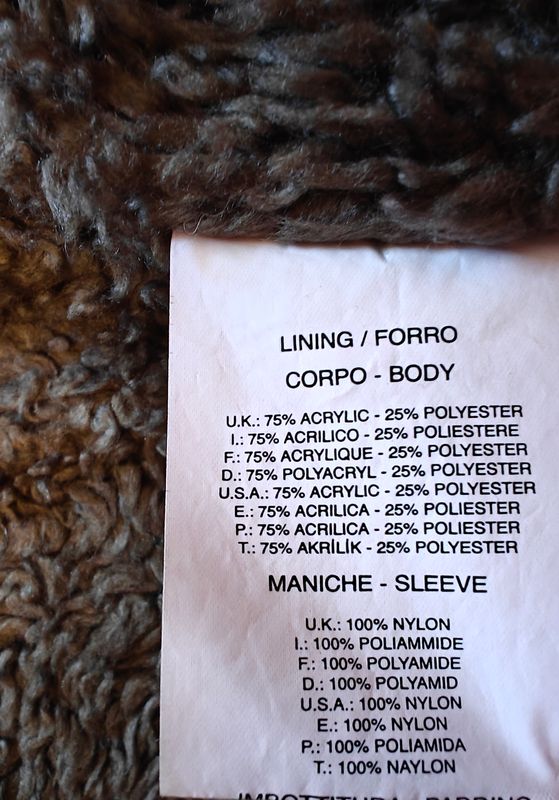 LINING / FORRO
CORPO - BODY
U.K.: 75% ACRYLIC - 25% POLYESTER
I.: 75% ACRILICO - 25% POLIESTERE
F.: 75% ACRYLIQUE - 25% POLYESTER
D.: 75% POLYACRYL - 25% POLYESTER
U.S.A.: 75% ACRYLIC - 25% POLYESTER
E.: 75% ACRILICA - 25% POLIESTER
P.: 75% ACRILICA - 25% POLIESTER
T.: 75% AKRİLİK - 25% POLYESTER
MANICHE - SLEEVE
U.K.: 100% NYLON
I.: 100% POLIAMMIDE
F.: 100% POLYAMIDE
D.: 100% POLYAMID
U.S.A.: 100% NYLON
E.: 100% NYLON
P.: 100% POLIAMIDA
T.: 100% NAYLON